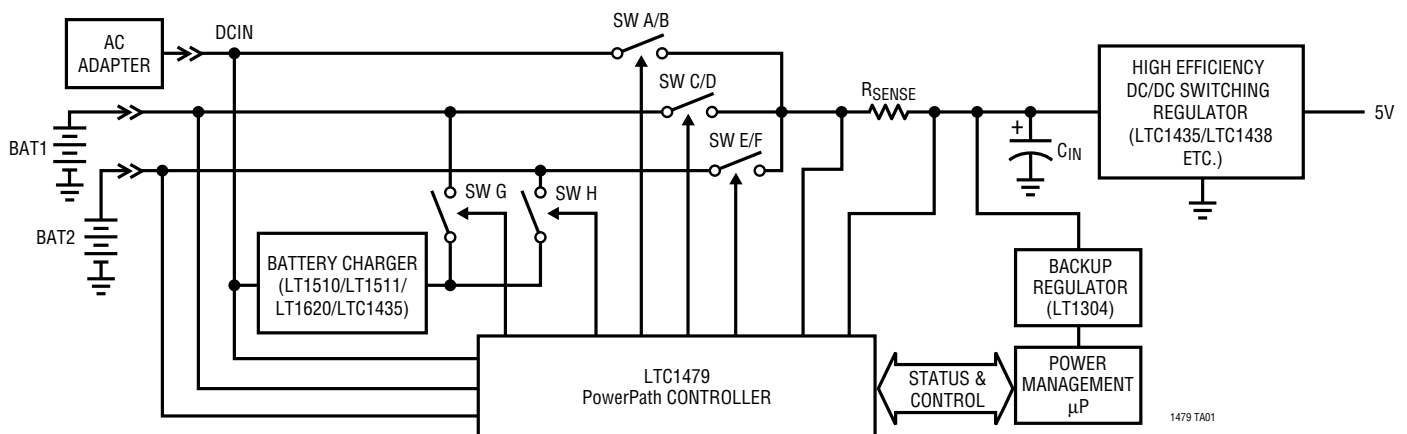 AC
ADAPTER
DCIN
SW A/B
SW C/D
SW E/F
RSENSE
+
CIN
HIGH EFFICIENCY
DC/DC SWITCHING
REGULATOR
(LTC1435/LTC1438
ETC.)
5V
BAT1
BAT2
SW G
SW H
BATTERY CHARGER
(LT1510/LT1511/
LT1620/LTC1435)
BACKUP
REGULATOR
(LT1304)
LTC1479
PowerPath CONTROLLER
STATUS &
CONTROL
POWER
MANAGEMENT
µP
1479 TA01